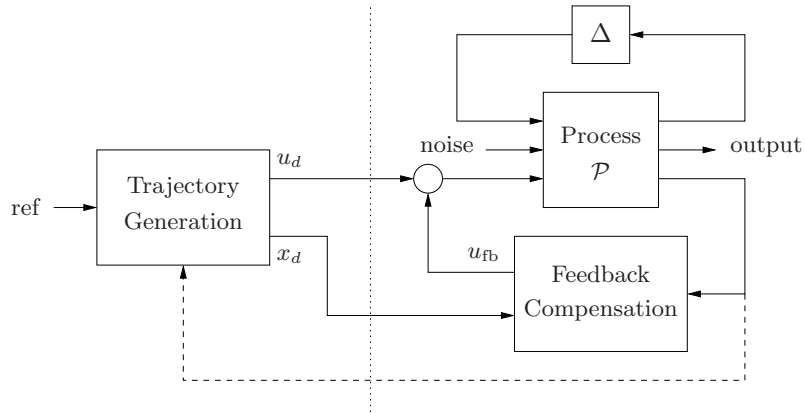 Δ
noise
Process
𝒫
output
u_d
ref
Trajectory
Generation
x_d
u_fb
Feedback
Compensation